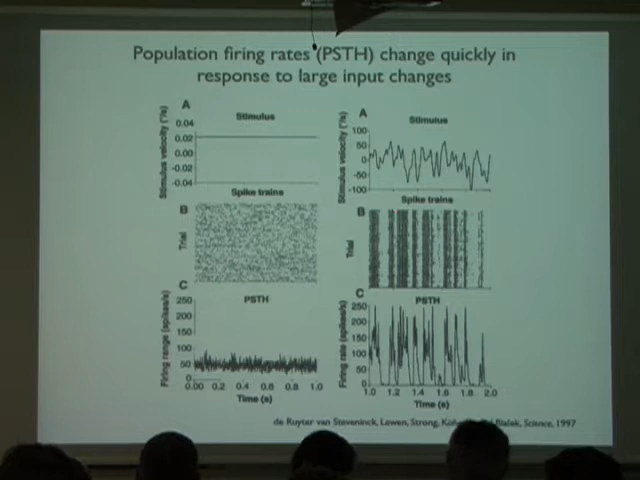 Population firing rates (PSTH) change quickly in
response to large input changes
A
Stimulus
Stimulus velocity (°/s)
0.04
0.02
0.00
-0.02
-0.04
Spike trains
B
Trial
C
PSTH
Firing range (spikes/s)
250
200
150
100
50
0
0.00 0.2 0.4 0.6 0.8 1.0
Time (s)
A
Stimulus
Stimulus velocity (°/s)
100
50
0
-50
-100
Spike trains
B
Trial
C
PSTH
Firing rate (spikes/s)
250
200
150
100
50
0
1.0 1.2 1.4 1.6 1.8 2.0
Time (s)
de Ruyter van Steveninck, Lewen, Strong, Bialek, Science, 1997